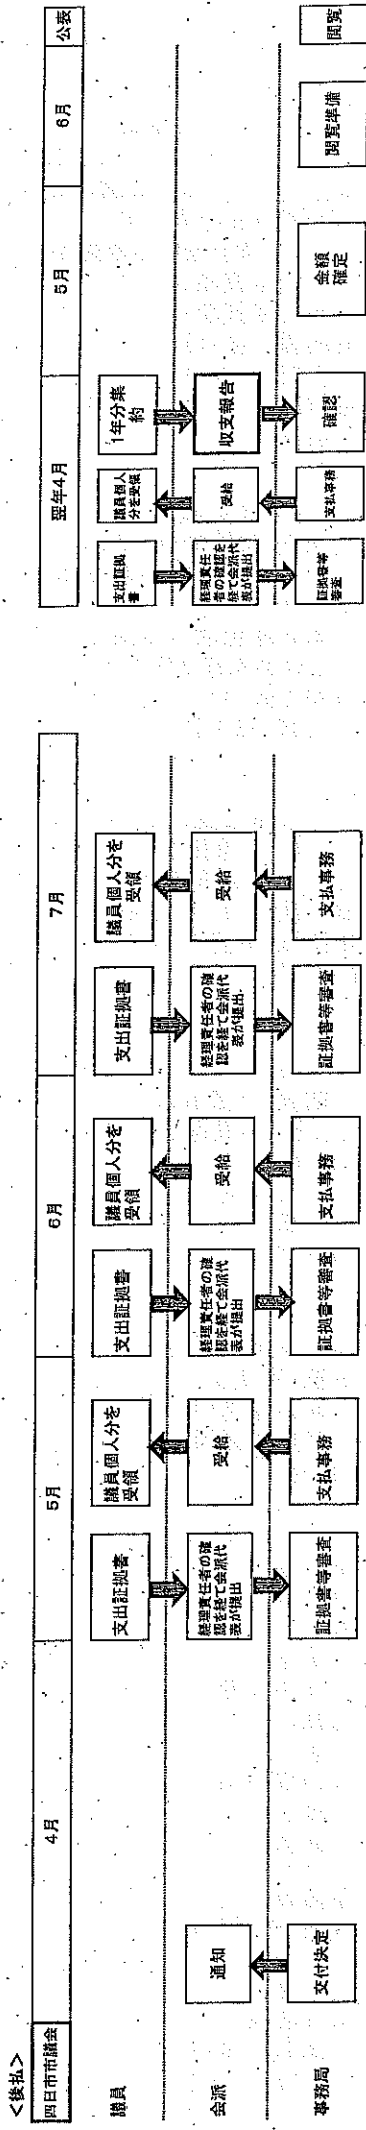 <後払>
四日市市議会
4月
5月
6月
7月
翌年4月
5月
6月
公表
議員
支出証拠書
議員個人分を
受領
支出証拠書
議員個人分を
受領
支出証拠書
議員個人分を
受領
支出証拠
書
議員個人
分を受領
1年分集
約
会派
通知
経理責任者の確
認を経て会派代
表が提出
受給
経理責任者の確
認を経て会派代
表が提出
受給
経理責任者の確
認を経て会派代
表が提出
受給
経理責任
者の確認を
経て会派代
表が提出
受給
収支報告
事務局
交付決定
証拠書等審査
支払事務
証拠書等審査
支払事務
証拠書等審査
支払事務
証拠書等
審査
支払事務
確認
金額
確定
閲覧準備
閲覧